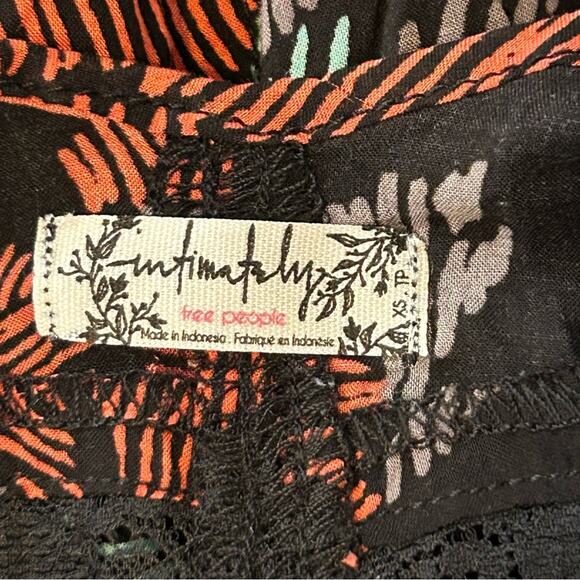 intimately
free people
Made in Indonesia . Fabriqué en Indonésie
XS TP